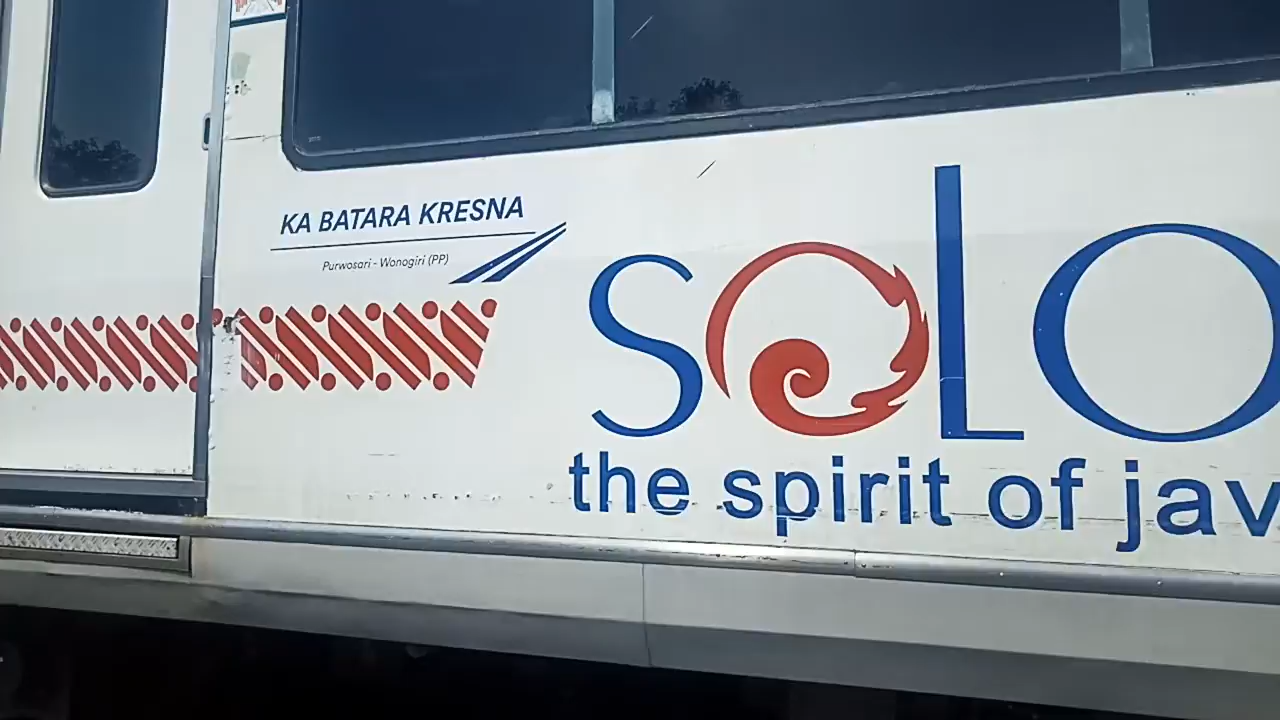 KA BATARA KRESNA
Purwosari - Wonogiri (PP)
SOLO
the spirit of jav